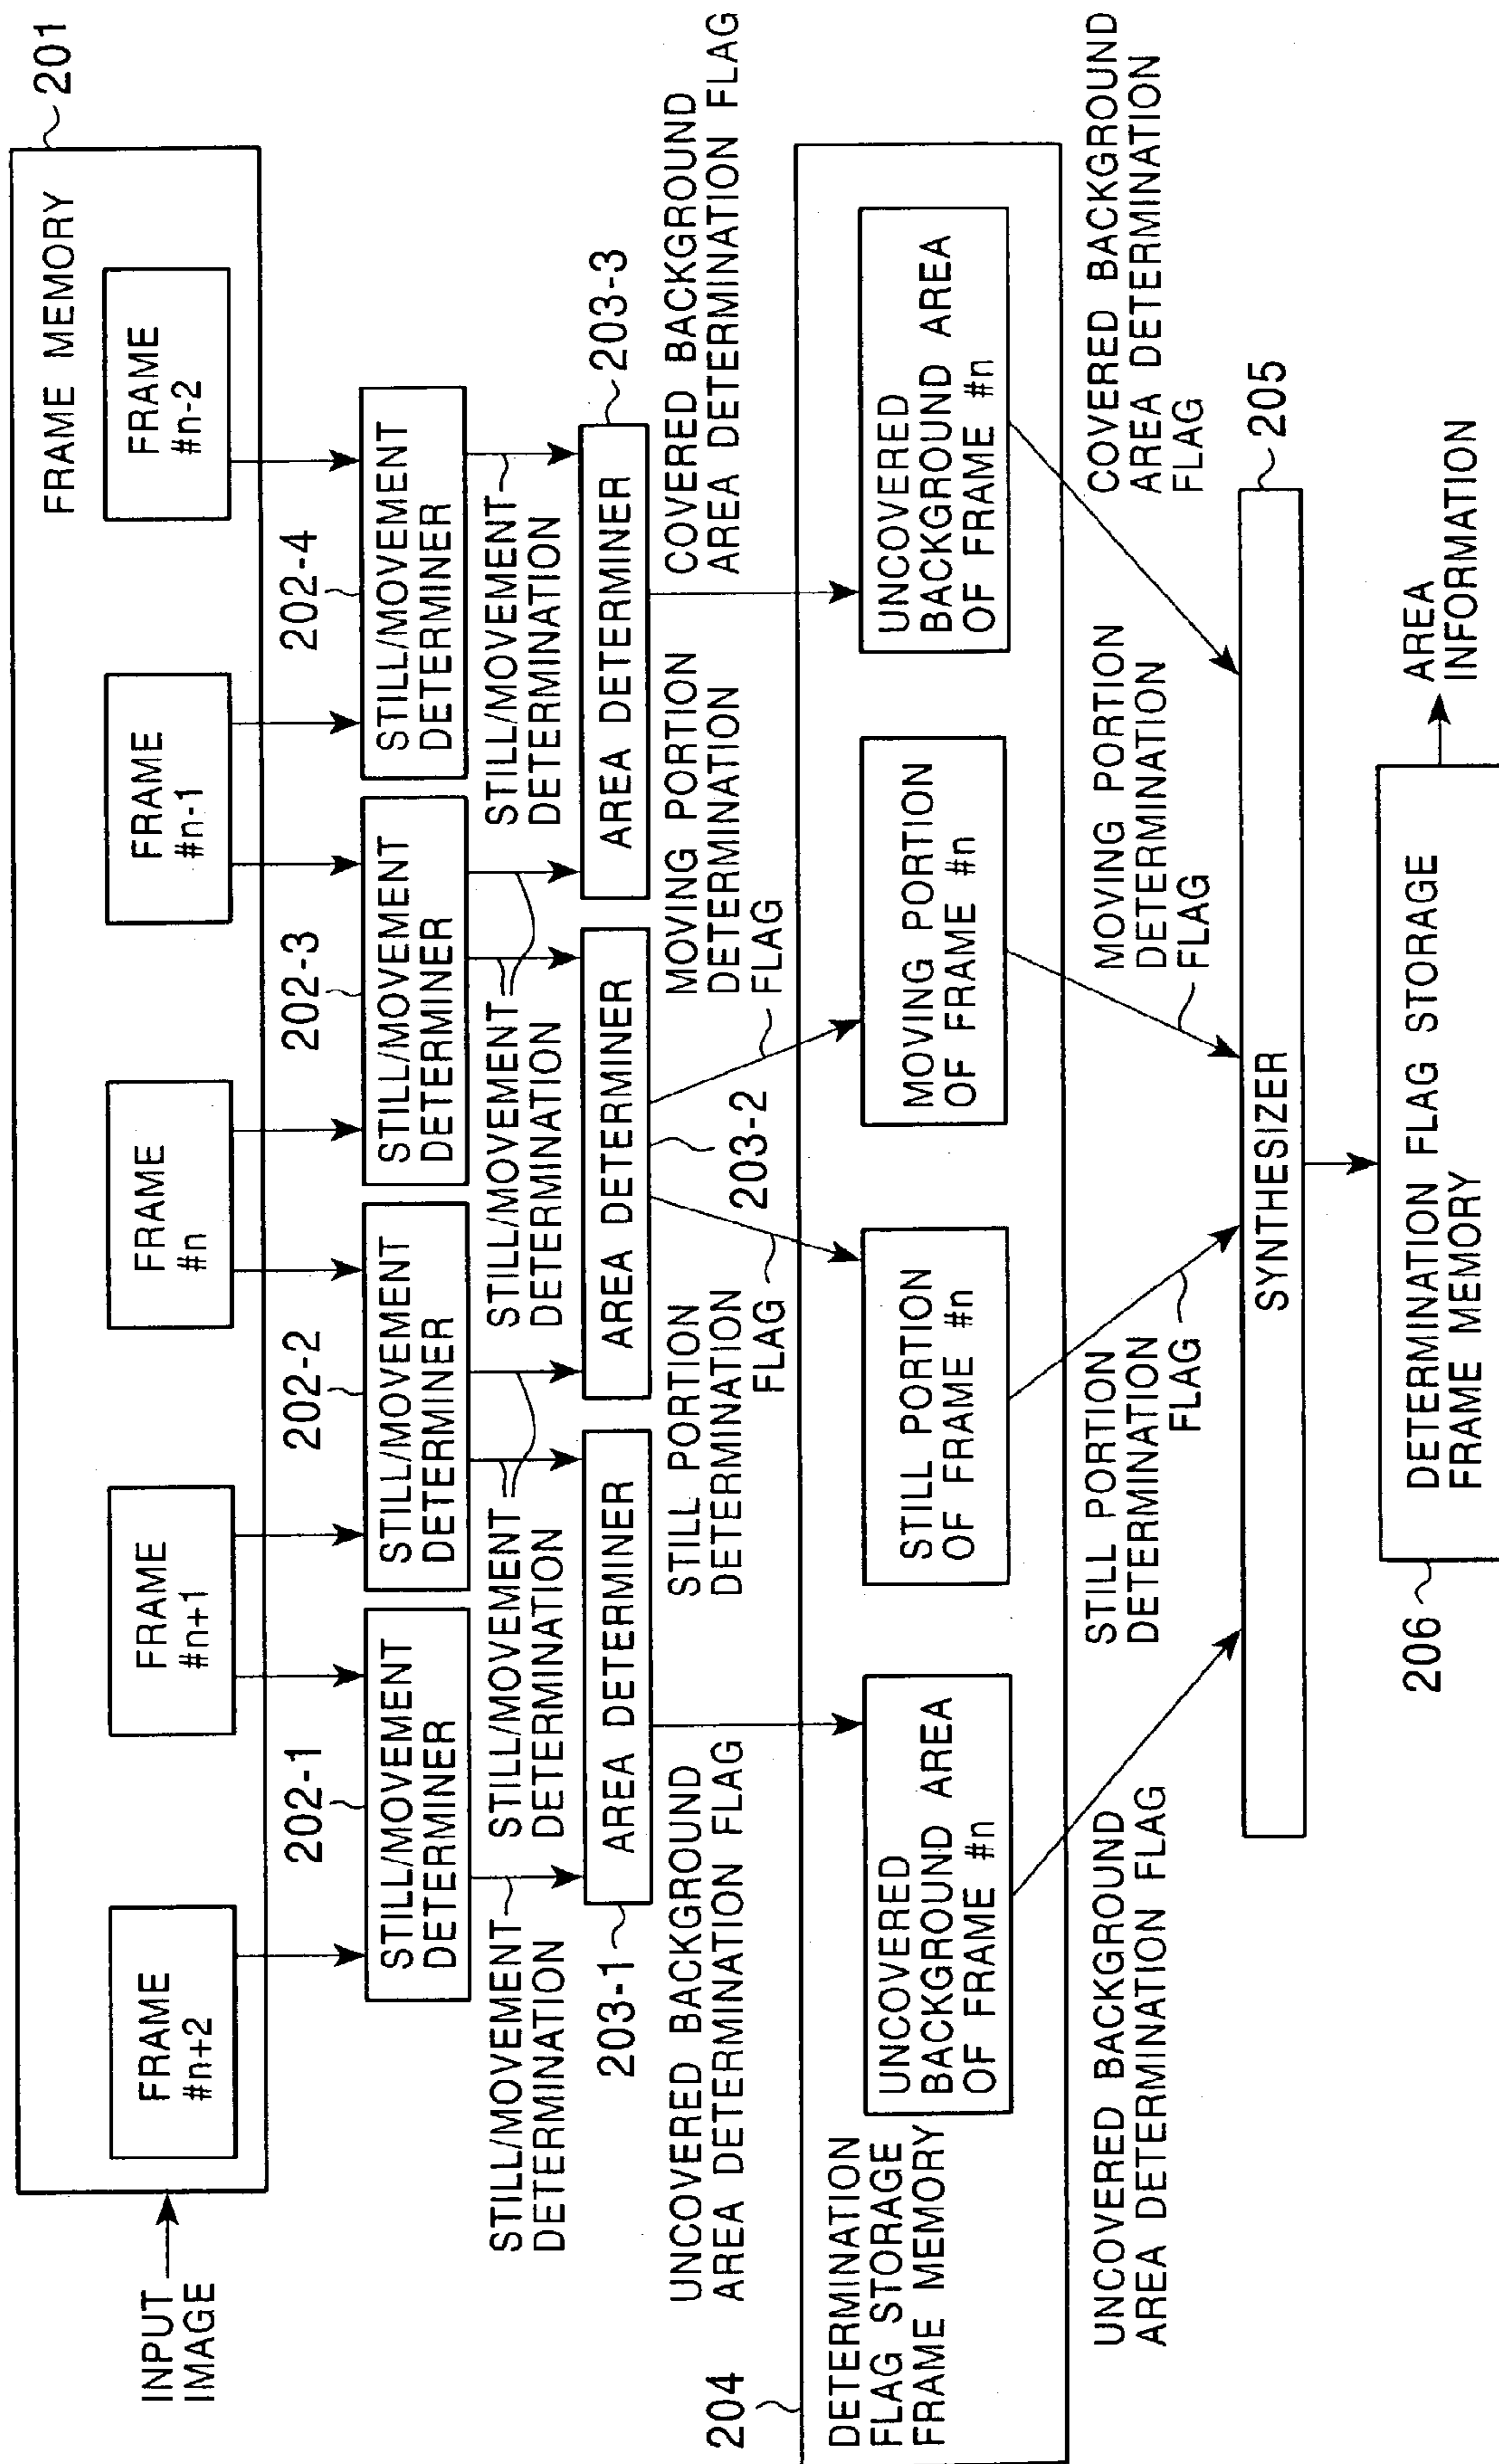 INPUT
IMAGE
FRAME MEMORY
201
FRAME
#n+2
FRAME
#n+1
FRAME
#n
FRAME
#n-1
FRAME
#n-2
202-1
202-2
202-3
202-4
STILL/MOVEMENT
DETERMINER
STILL/MOVEMENT
DETERMINER
STILL/MOVEMENT
DETERMINER
STILL/MOVEMENT
DETERMINER
STILL/MOVEMENT
DETERMINATION
STILL/MOVEMENT
DETERMINATION
STILL/MOVEMENT
DETERMINATION
STILL/MOVEMENT
DETERMINATION
203-1
AREA DETERMINER
AREA DETERMINER
AREA DETERMINER
203-3
UNCOVERED BACKGROUND
AREA DETERMINATION FLAG
STILL PORTION
DETERMINATION
FLAG
203-2
MOVING PORTION
DETERMINATION
FLAG
COVERED BACKGROUND
AREA DETERMINATION FLAG
204
DETERMINATION
FLAG STORAGE
FRAME MEMORY
UNCOVERED
BACKGROUND AREA
OF FRAME #n
STILL PORTION
OF FRAME #n
MOVING PORTION
OF FRAME #n
UNCOVERED
BACKGROUND AREA
OF FRAME #n
UNCOVERED BACKGROUND
AREA DETERMINATION FLAG
STILL PORTION
DETERMINATION
FLAG
MOVING PORTION
DETERMINATION
FLAG
COVERED BACKGROUND
AREA DETERMINATION
FLAG
SYNTHESIZER
205
206
DETERMINATION FLAG STORAGE
FRAME MEMORY
AREA
INFORMATION